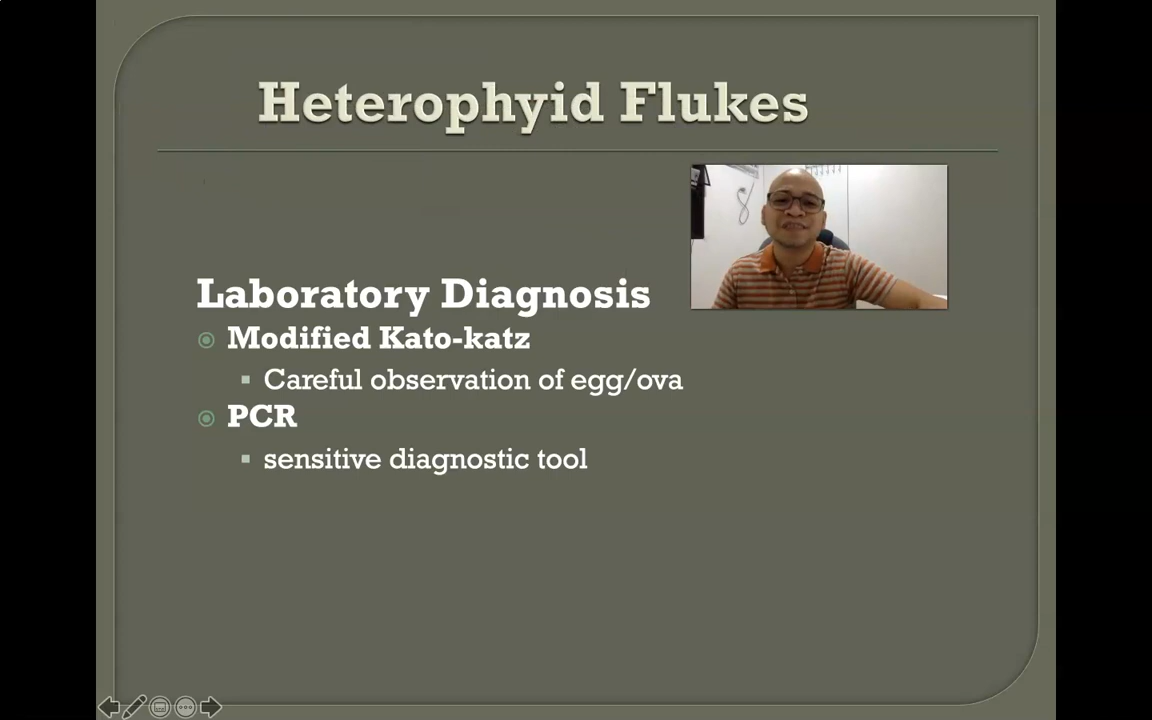 Heterophyid Flukes
Laboratory Diagnosis
Modified Kato-katz
Careful observation of egg/ova
PCR
sensitive diagnostic tool